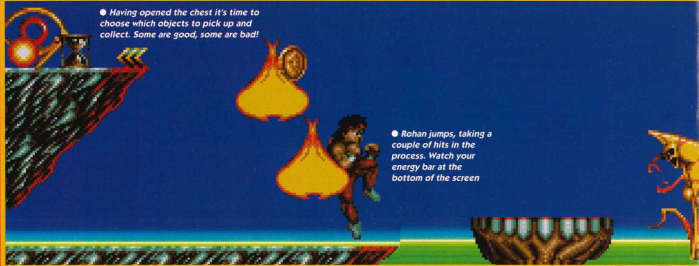 ● Having opened the chest it's time to
choose which objects to pick up and
collect. Some are good, some are bad!
● Rohan jumps, taking a
couple of hits in the
process. Watch your
energy bar at the
bottom of the screen